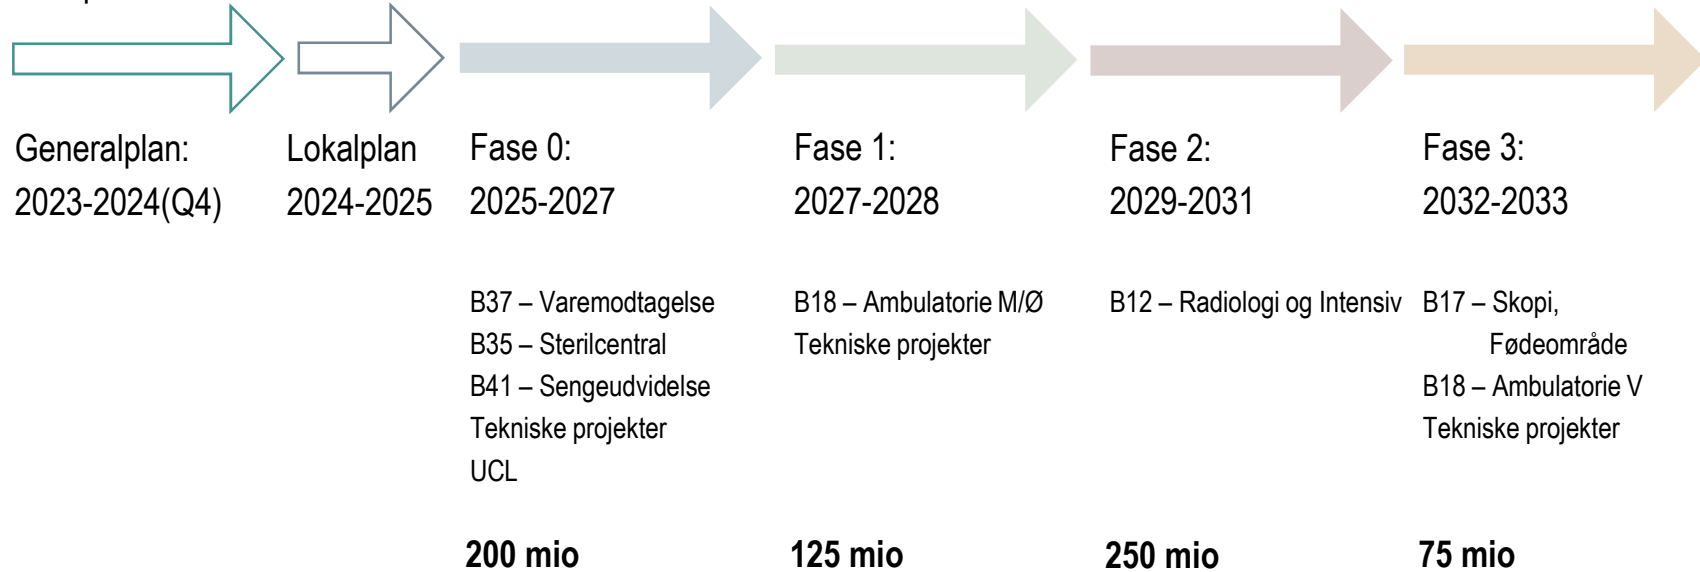 Generalplan:
2023-2024(Q4)
Lokalplan
2024-2025
Fase 0:
2025-2027
B37 – Varemodtagelse
B35 – Sterilcentral
B41 – Sengeudvidelse
Tekniske projekter
UCL
200 mio
Fase 1:
2027-2028
B18 – Ambulatorie M/Ø
Tekniske projekter
125 mio
Fase 2:
2029-2031
B12 – Radiologi og Intensiv
250 mio
Fase 3:
2032-2033
B17 – Skopi,
Fødeområde
B18 – Ambulatorie V
Tekniske projekter
75 mio